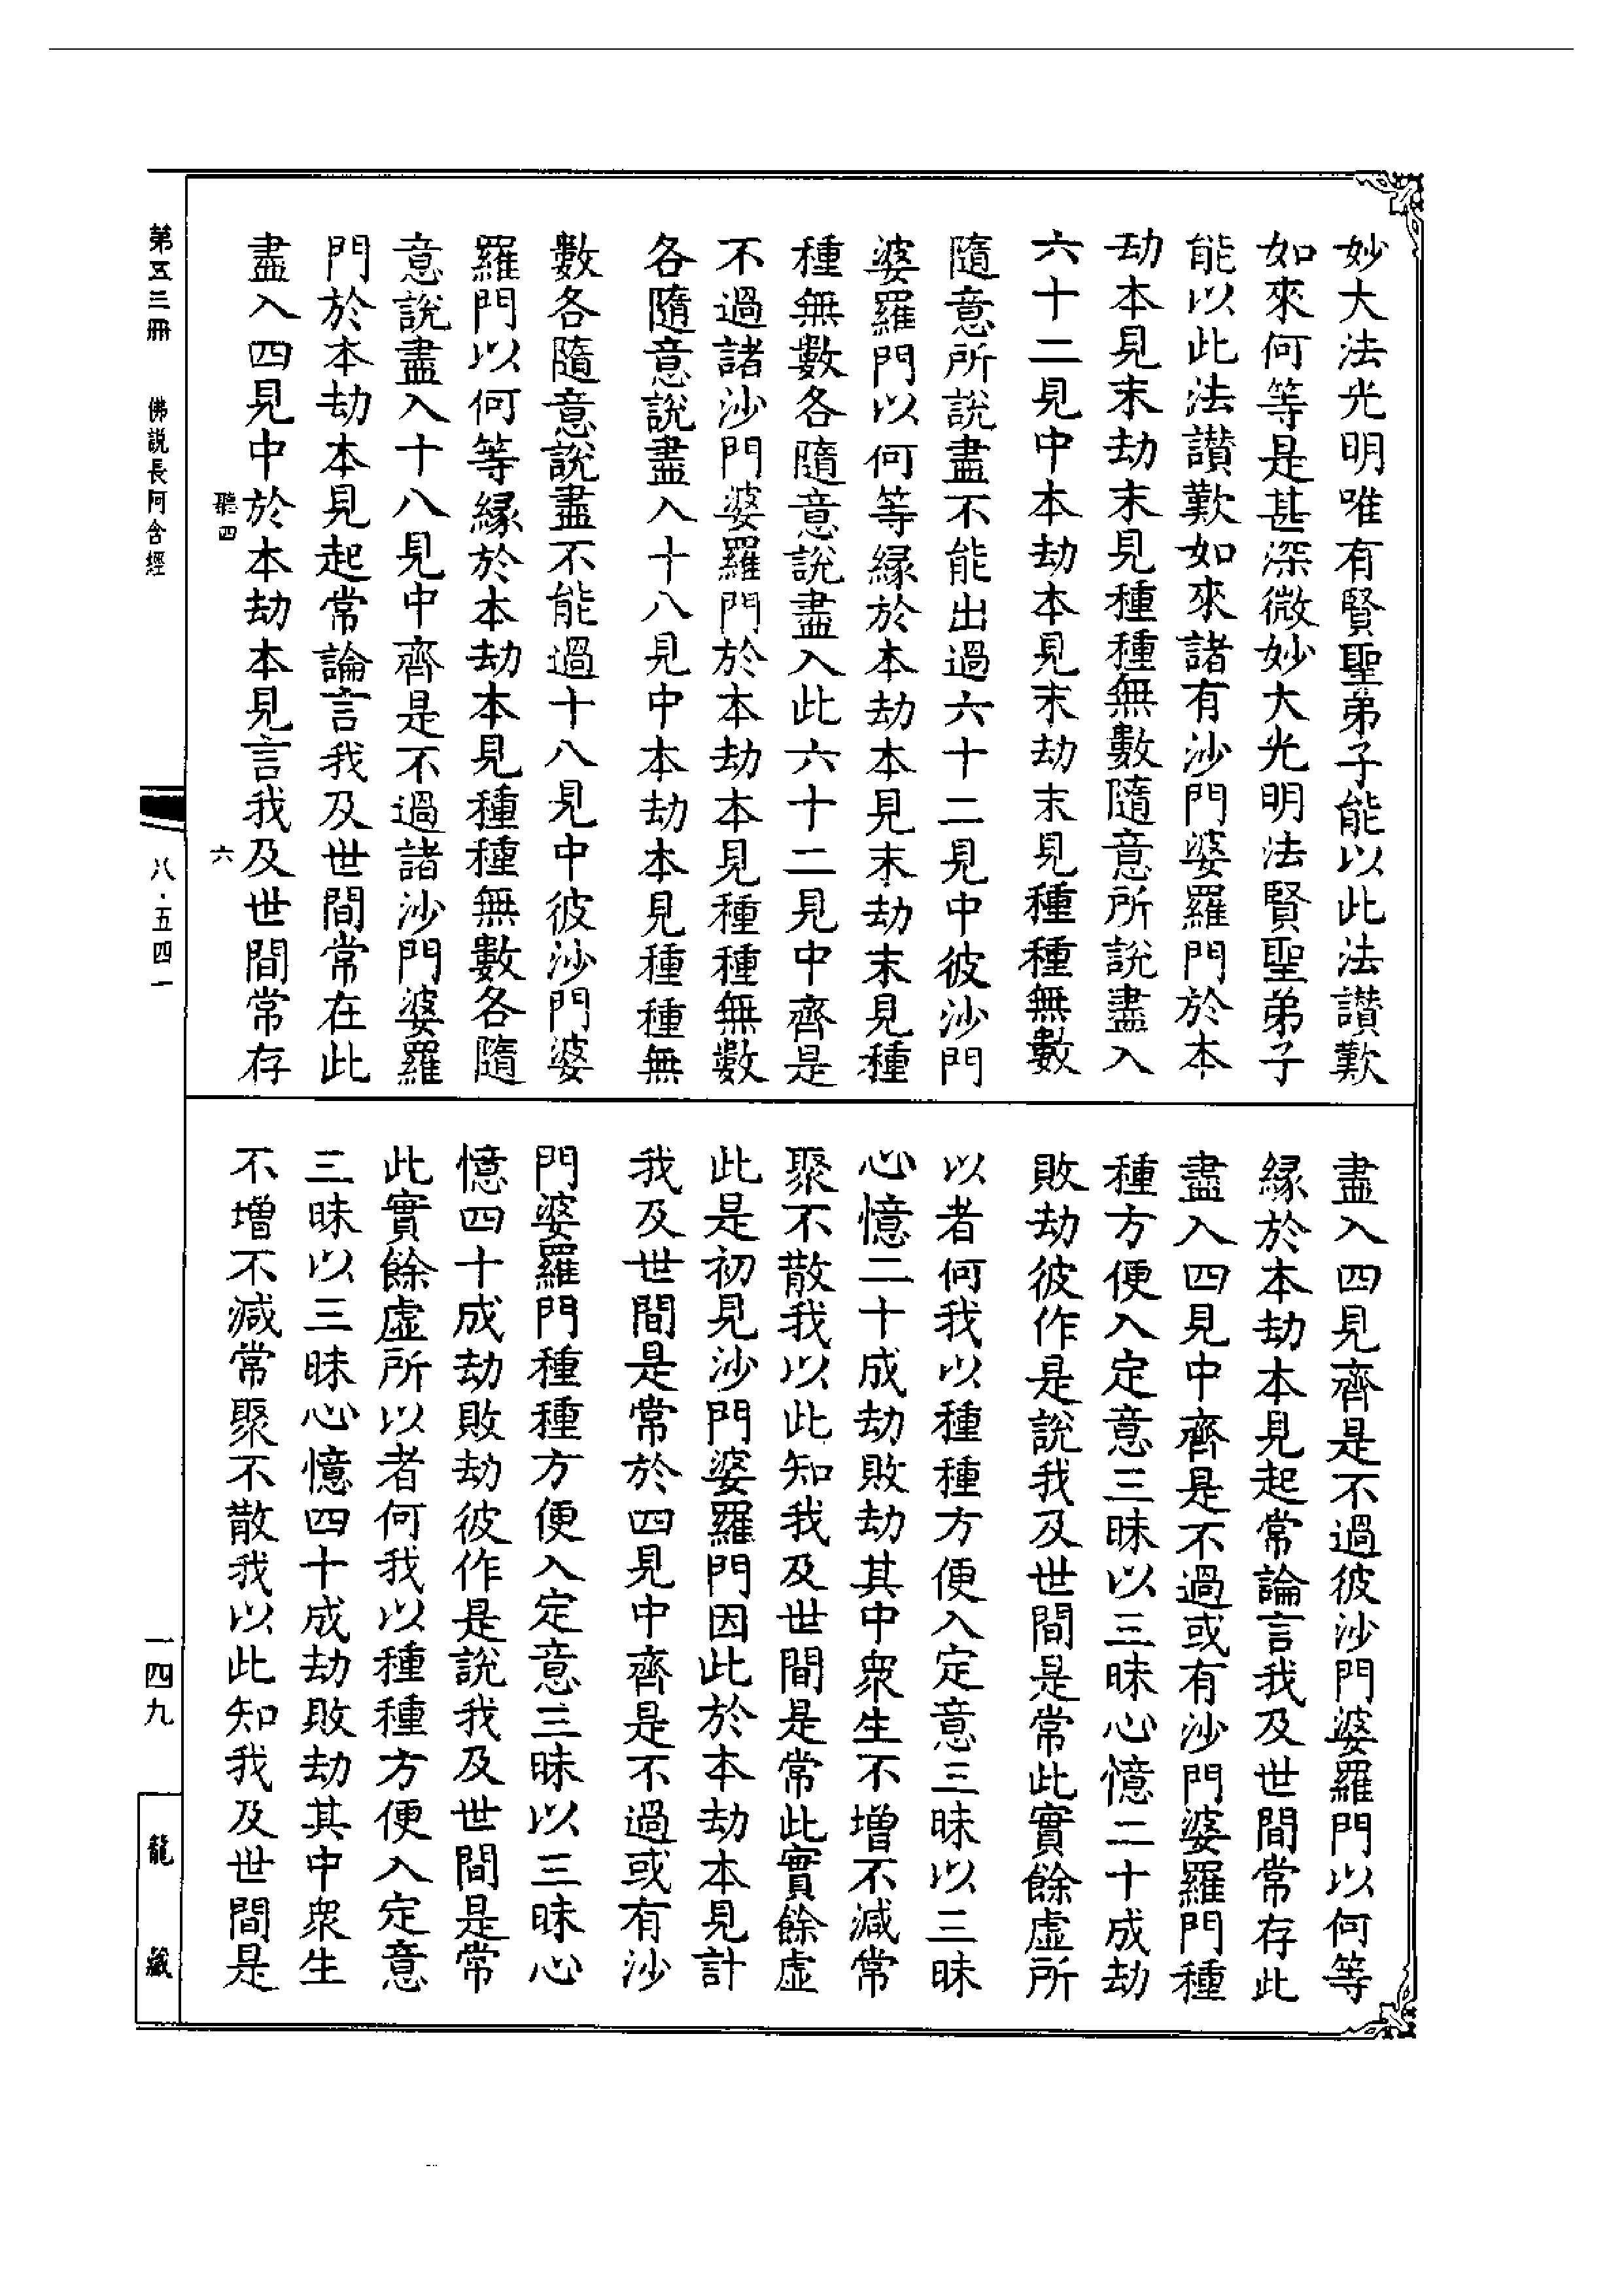 妙大法光明唯有賢聖弟子能以此法讃歎
如來何等是甚深微妙大光明法賢聖弟子
能以此法讃歎如來諸有沙門婆羅門於本
劫本見末劫末見種種無數隨意所說盡入
六十二見中本劫本見末劫末見種種無數
隨意所說盡不能出過六十二見中彼沙門
婆羅門以何等緣於本劫本見末劫末見種
種無數各隨意說盡入此六十二見中齊是
不過諸沙門婆羅門於本劫本見種種無數
各隨意說盡入十八見中本劫本見種種無
數各隨意說盡不能過十八見中彼沙門婆
羅門以何等緣於本劫本見種種無數各隨
意說盡入十八見中齊是不過諸沙門婆羅
門於本劫本見起常論言我及世間常在此
盡入四見中於本劫本見言我及世間常存
盡入四見齊是不過彼沙門婆羅門以何等
緣於本劫本見起常論言我及世間常存此
盡入四見中齊是不過或有沙門婆羅門種
種方便入定意三昧以三昧心憶二十成劫
敗劫彼作是說我及世間是常此實餘虛所
以者何我以種種方便入定意三昧以三昧
心憶二十成劫敗劫其中眾生不增不減常
聚不散我以此知我及世間是常此實餘虛
此是初見沙門婆羅門因此於本劫本見計
我及世間是常於四見中齊是不過或有沙
門婆羅門種種方便入定意三昧以三昧心
憶四十成劫敗劫彼作是說我及世間是常
此實餘虛所以者何我以種種方便入定意
三昧以三昧心憶四十成劫敗劫其中眾生
不增不減常聚不散我以此知我及世間是
聽四
六
第五三冊
佛說長阿含經
八·五四一
一四九
龍藏